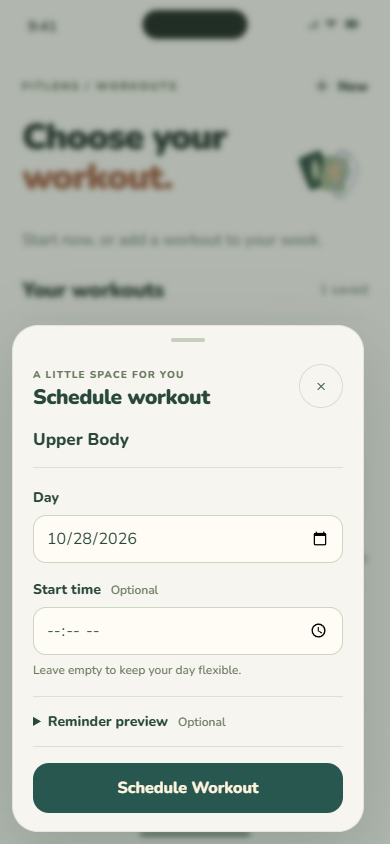 9:41
FITLENS / WORKOUTS
+ New
Choose your
workout.
Start now, or add a workout to your week.
Your workouts
1 saved
A LITTLE SPACE FOR YOU
Schedule workout
×
Upper Body
Day
10/28/2026
Start time Optional
--:-- --
Leave empty to keep your day flexible.
Reminder preview Optional
Schedule Workout